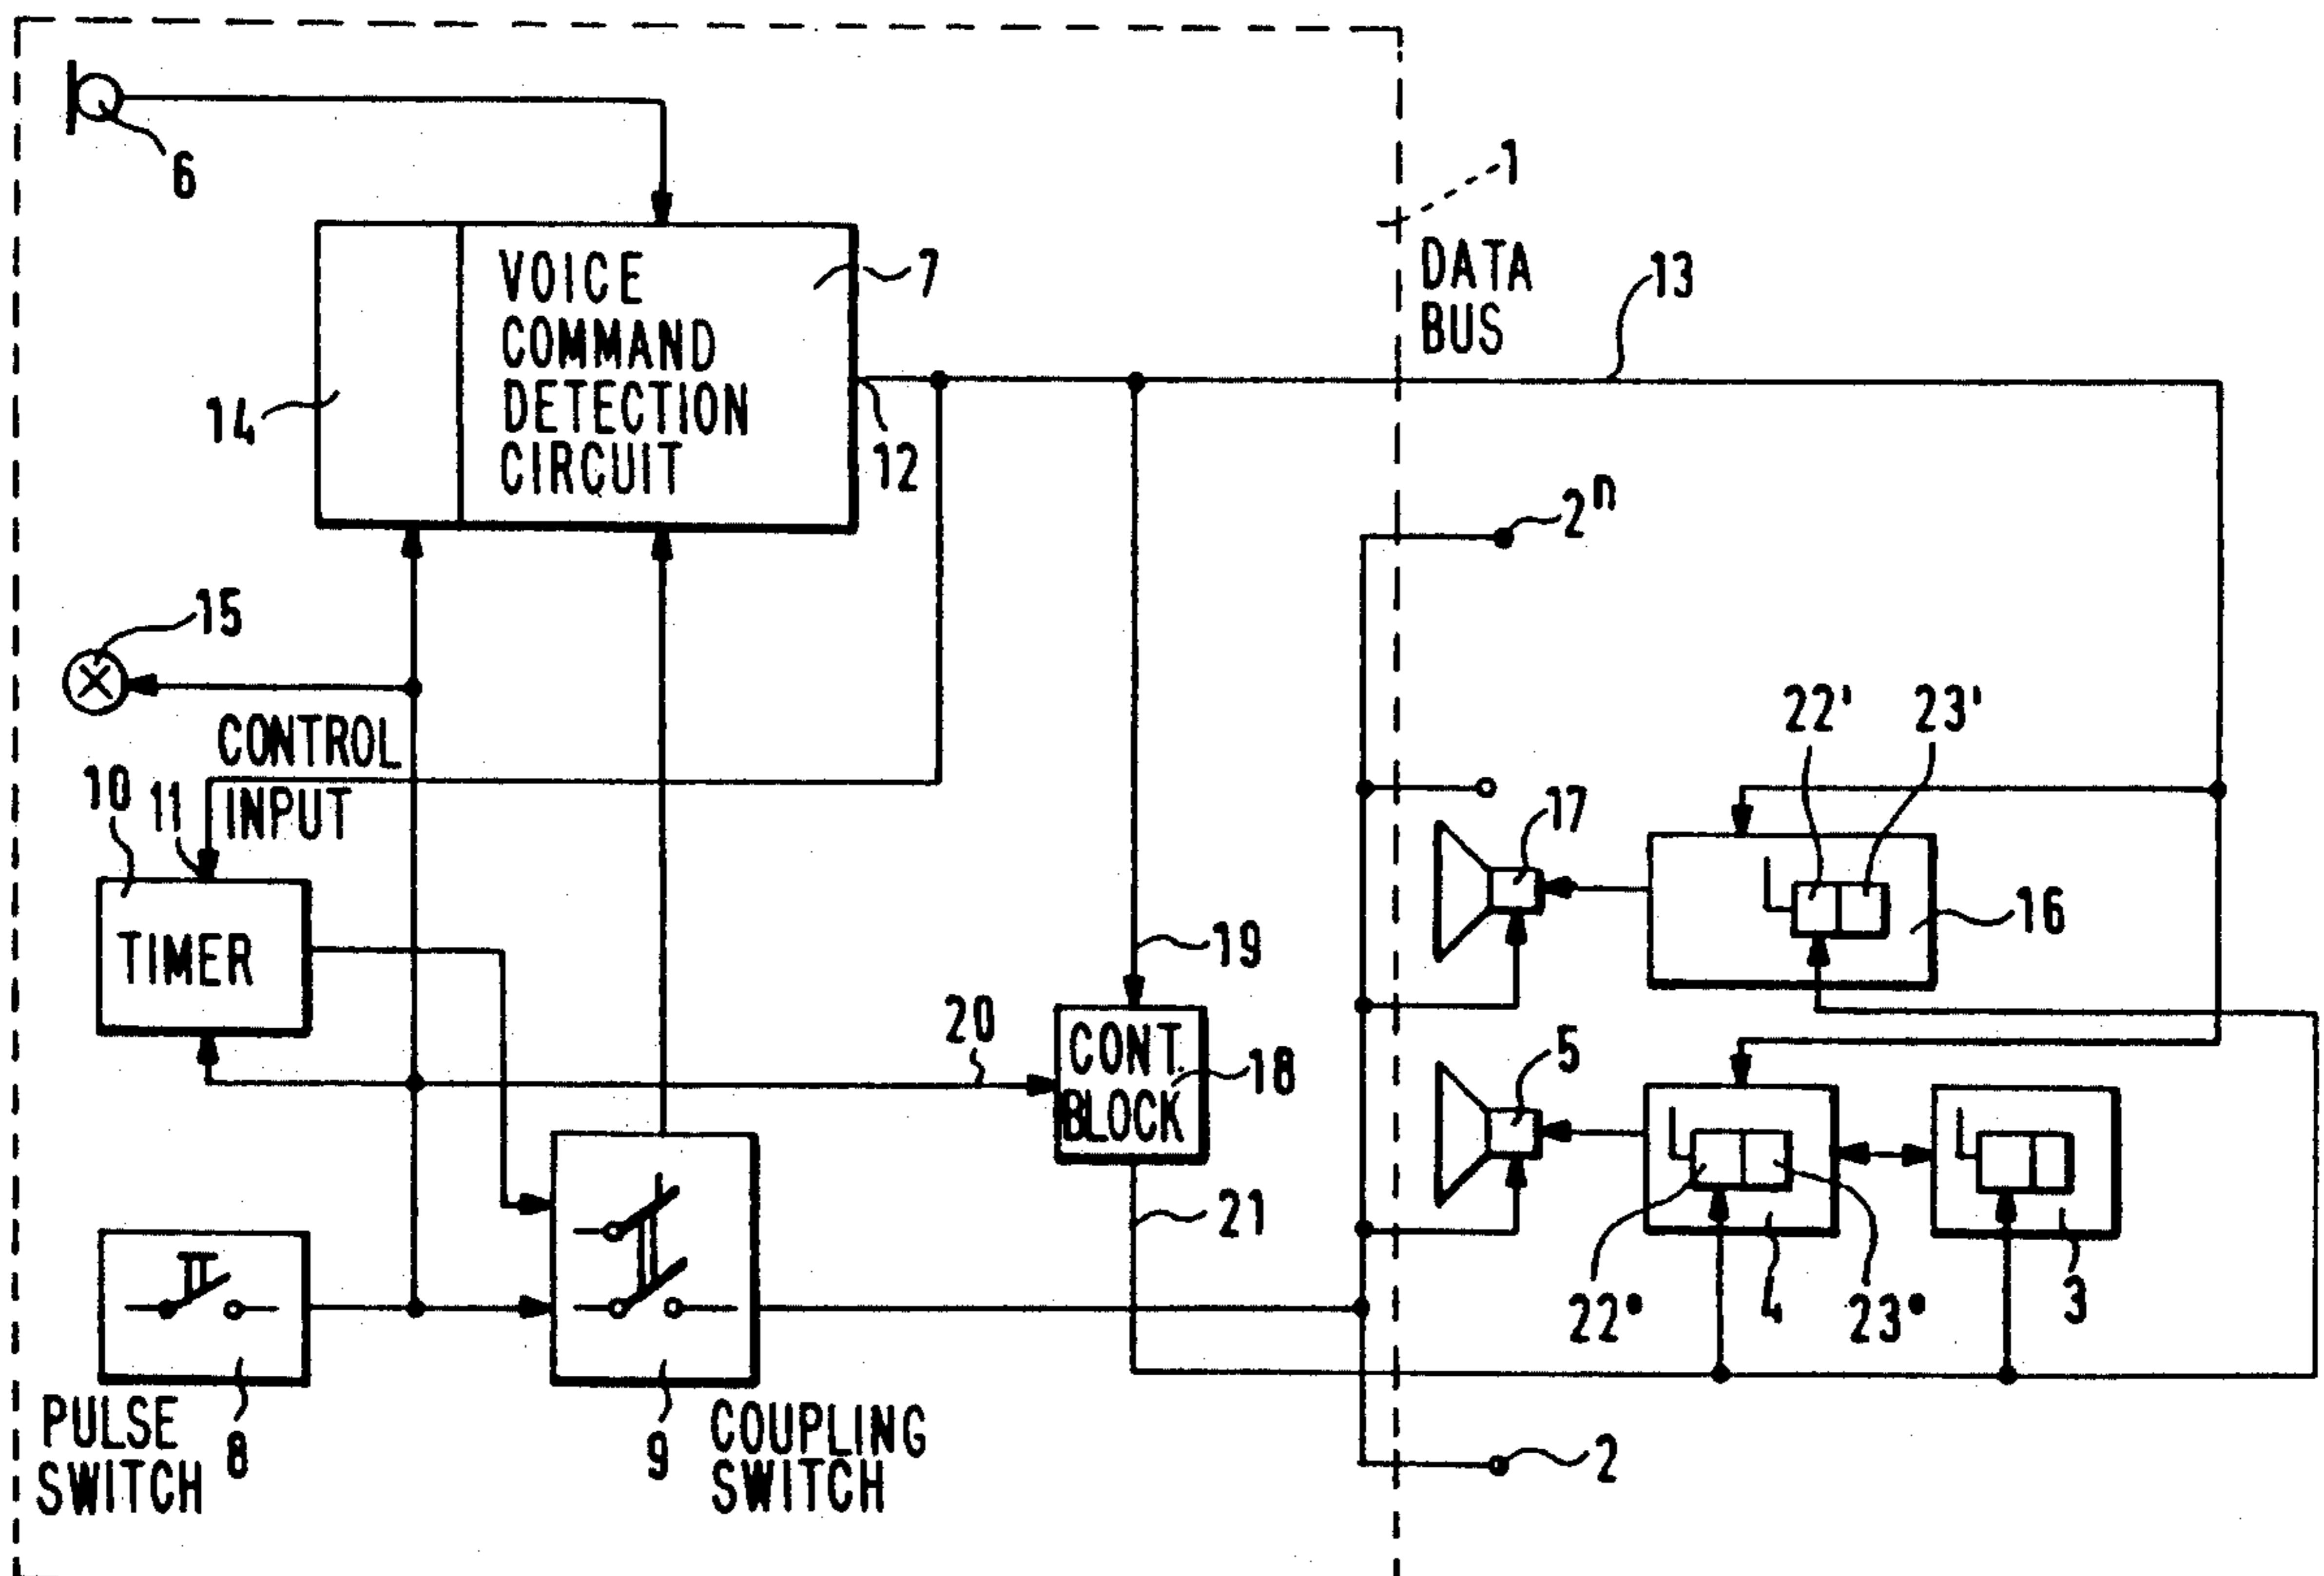 6
1
VOICE
COMMAND
DETECTION
CIRCUIT
7
DATA
BUS
13
14
12
2ⁿ
15
CONTROL
INPUT
22'
23'
10
11
17
TIMER
19
16
20
CONT.
BLOCK
18
5
21
22"
4
23"
3
PULSE
SWITCH
8
9
COUPLING
SWITCH
2